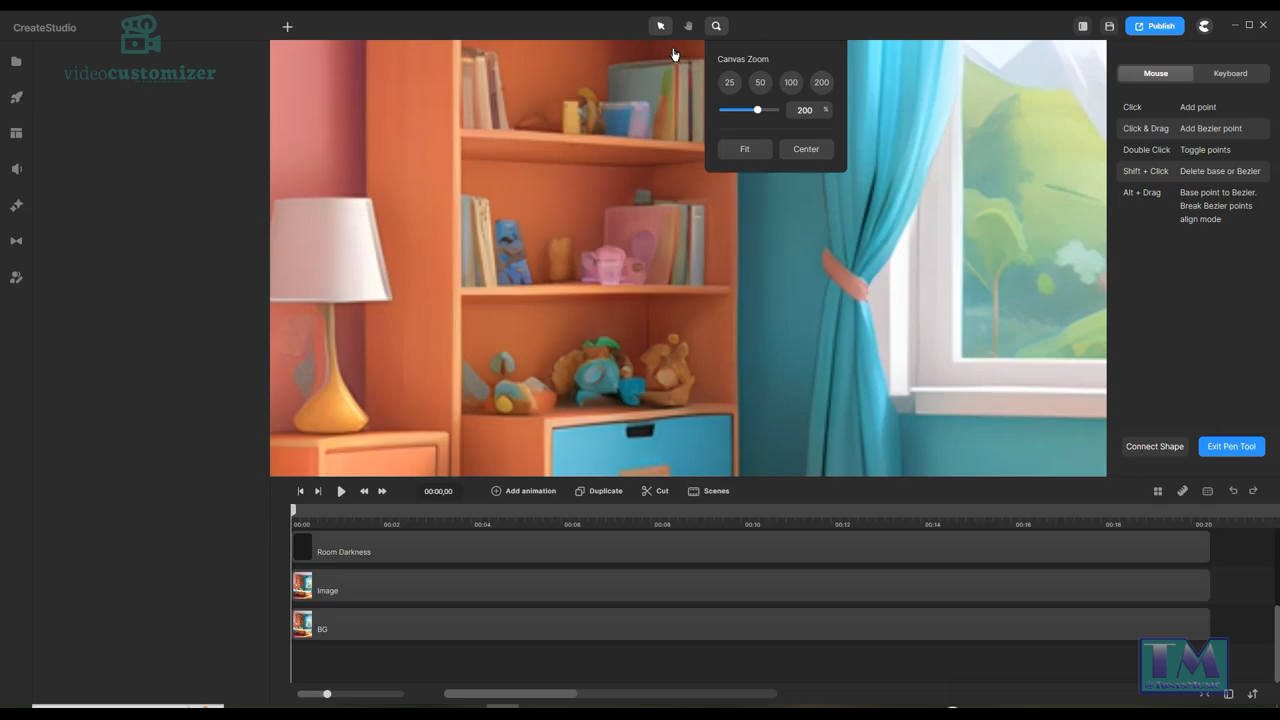 CreateStudio
videocustomizer
Publish
Canvas Zoom
25 50 100 200
200 %
Fit Center
Mouse Keyboard
Click Add point
Click & Drag Add Bezier point
Double Click Toggle points
Shift + Click Delete base or Bezier
Alt + Drag Base point to Bezier.
Break Bezier points
align mode
Connect Shape Exit Pen Tool
00:00,00 Add animation Duplicate Cut Scenes
00:00 00:02 00:04 00:06 00:08 00:10 00:12 00:14 00:16 00:18 00:20
Room Darkness
Image
BG
TM
@TonysMusic